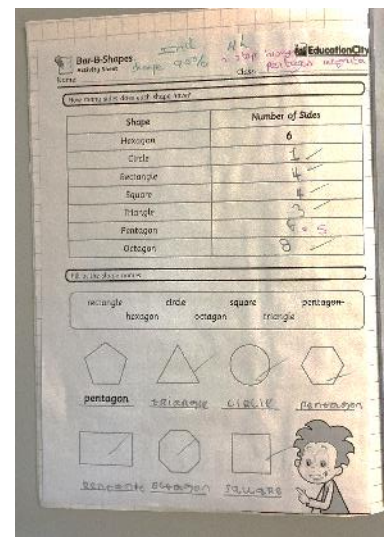 Bar-B-Shapes
Activity Sheet
EducationCity
Name
Class
How many sides does each shape have?
Shape Number of Sides
Hexagon 6
Circle 1
Rectangle 4
Square 4
Triangle 3
Pentagon 5
Octagon 8
Fill in the shape names
rectangle circle square pentagon
hexagon octagon triangle
pentagon triangle circle pentagon
octagon square